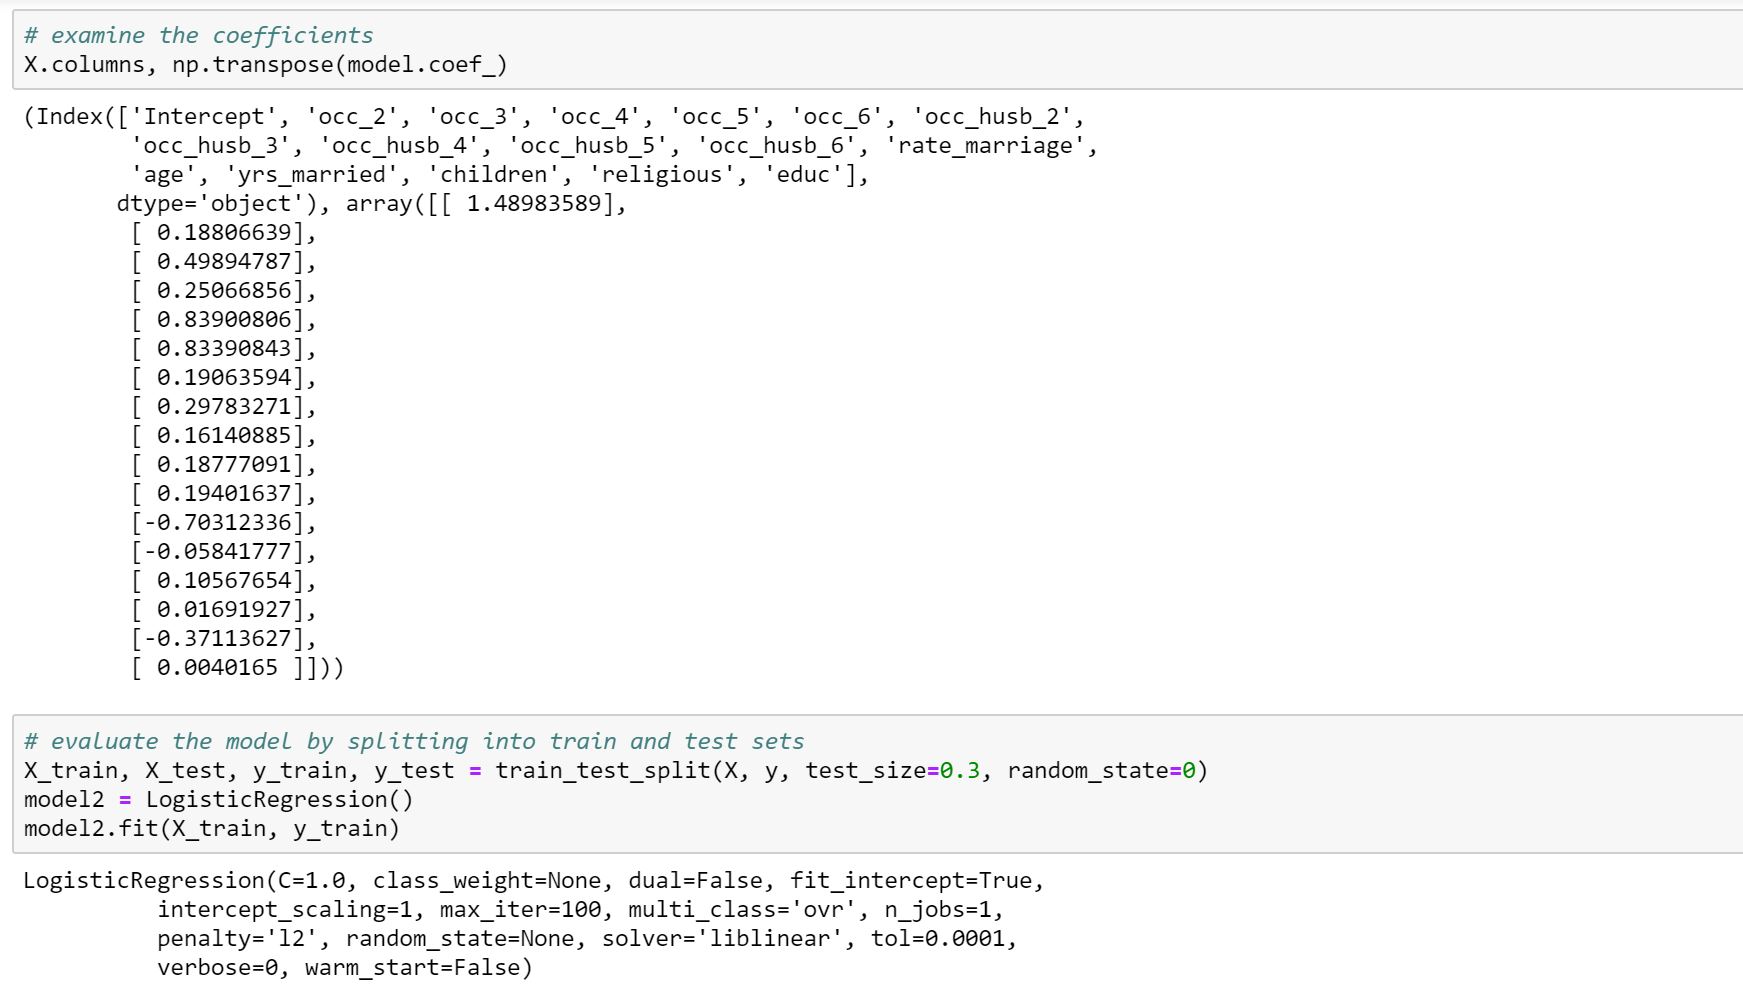 # examine the coefficients
X.columns, np.transpose(model.coef_)
(Index(['Intercept', 'occ_2', 'occ_3', 'occ_4', 'occ_5', 'occ_6', 'occ_husb_2',
'occ_husb_3', 'occ_husb_4', 'occ_husb_5', 'occ_husb_6', 'rate_marriage',
'age', 'yrs_married', 'children', 'religious', 'educ'],
dtype='object'), array([[ 1.48983589],
[ 0.18806639],
[ 0.49894787],
[ 0.25066856],
[ 0.83900806],
[ 0.83390843],
[ 0.19063594],
[ 0.29783271],
[ 0.16140885],
[ 0.18777091],
[ 0.19401637],
[-0.70312336],
[-0.05841777],
[ 0.10567654],
[ 0.01691927],
[-0.37113627],
[ 0.0040165 ]]))
# evaluate the model by splitting into train and test sets
X_train, X_test, y_train, y_test = train_test_split(X, y, test_size=0.3, random_state=0)
model2 = LogisticRegression()
model2.fit(X_train, y_train)
LogisticRegression(C=1.0, class_weight=None, dual=False, fit_intercept=True,
intercept_scaling=1, max_iter=100, multi_class='ovr', n_jobs=1,
penalty='l2', random_state=None, solver='liblinear', tol=0.0001,
verbose=0, warm_start=False)